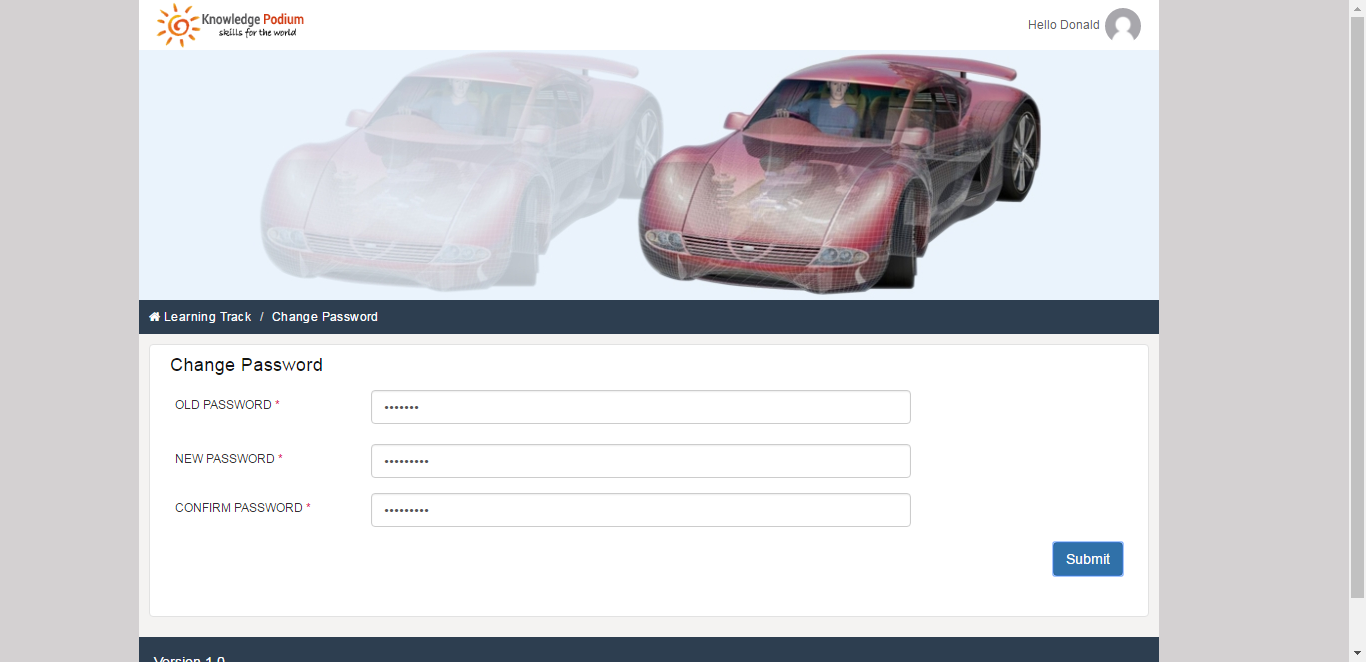 Knowledge Podium
skills for the world
Hello Donald
Learning Track / Change Password
Change Password
OLD PASSWORD *
•••••••
NEW PASSWORD *
•••••••••
CONFIRM PASSWORD *
•••••••••
Submit
Version 1.0